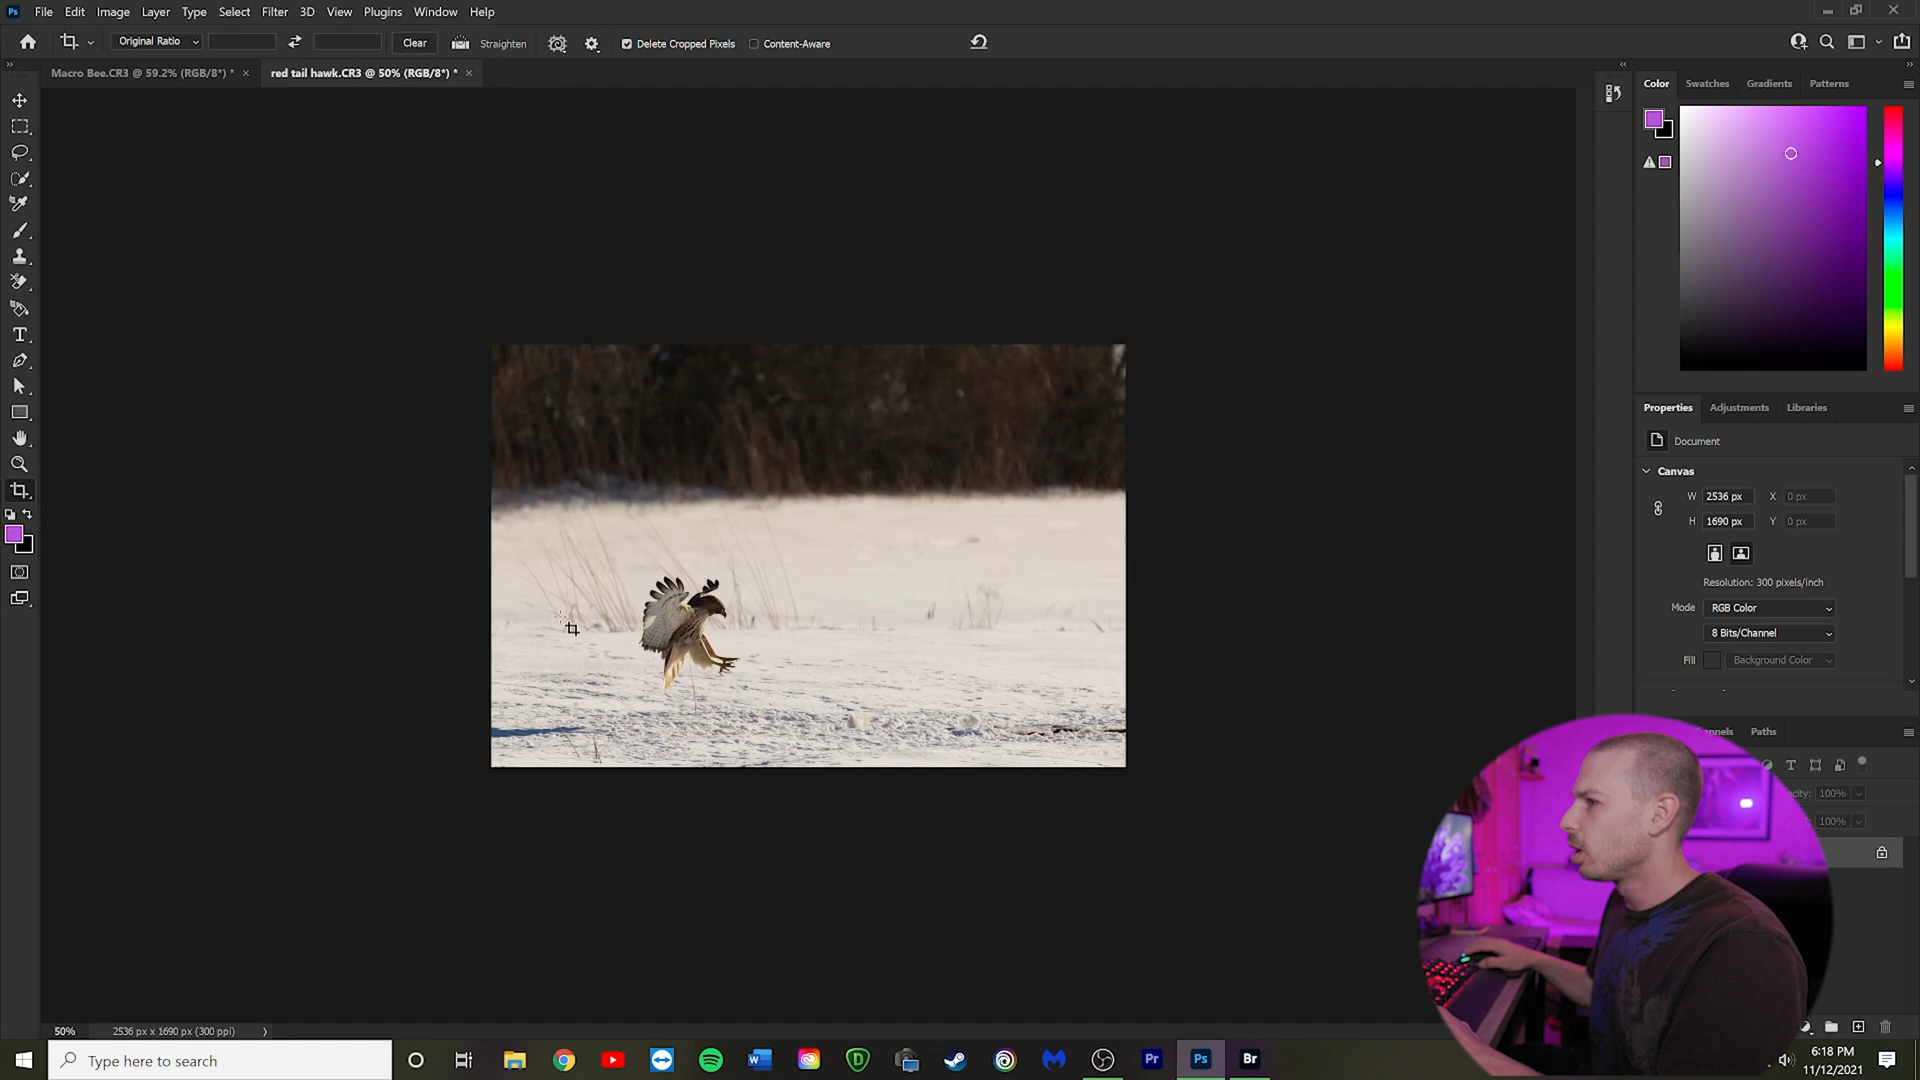 Ps File Edit Image Layer Type Select Filter 3D View Plugins Window Help
Original Ratio Clear Straighten Delete Cropped Pixels Content-Aware
Macro Bee.CR3 @ 59.2% (RGB/8*) * × red tail hawk.CR3 @ 50% (RGB/8*) * ×
Color Swatches Gradients Patterns
Properties Adjustments Libraries
Document
Canvas
W 2536 px X 0 px
H 1690 px Y 0 px
Resolution: 300 pixels/inch
Mode RGB Color
8 Bits/Channel
Fill Background Color
Paths
100%
100%
50% 2536 px x 1690 px (300 ppi)
Type here to search
Pr Ps Br
6:18 PM
11/12/2021